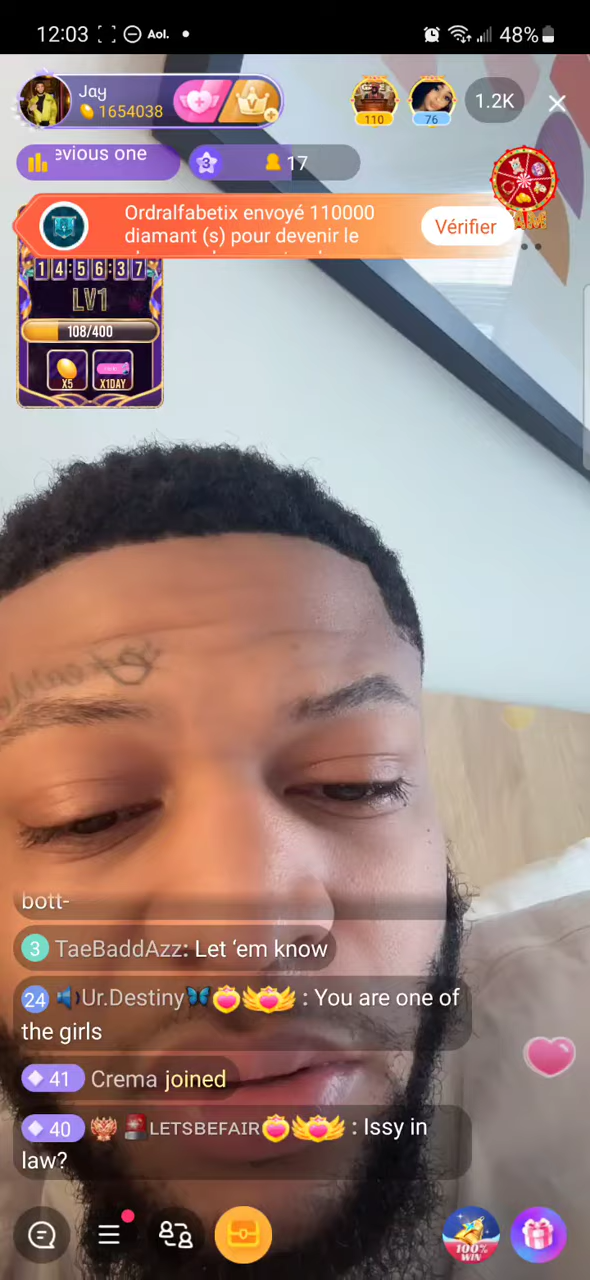 12:03 Aol. 48%
Jay
1654038
110 76 1.2K
evious one 3 17
Ordralfabetix envoyé 110000
diamant (s) pour devenir le
Vérifier
14:56:37
LV1
108/400
X5 X1DAY
bott-
3 TaeBaddAzz: Let ‘em know
24 Ur.Destiny : You are one of
the girls
41 Crema joined
40 LETSBEFAIR : Issy in
law?
100%
WIN